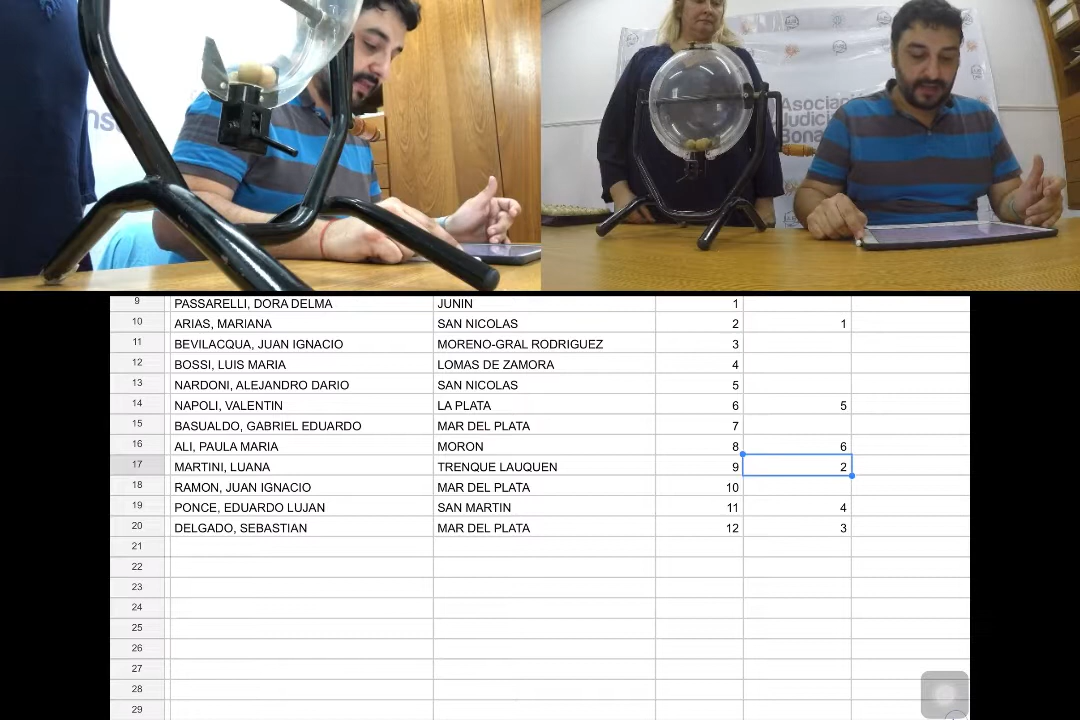 Asociaci
Judici
Bona
9 PASSARELLI, DORA DELMA JUNIN 1
10 ARIAS, MARIANA SAN NICOLAS 2 1
11 BEVILACQUA, JUAN IGNACIO MORENO-GRAL RODRIGUEZ 3
12 BOSSI, LUIS MARIA LOMAS DE ZAMORA 4
13 NARDONI, ALEJANDRO DARIO SAN NICOLAS 5
14 NAPOLI, VALENTIN LA PLATA 6 5
15 BASUALDO, GABRIEL EDUARDO MAR DEL PLATA 7
16 ALI, PAULA MARIA MORON 8 6
17 MARTINI, LUANA TRENQUE LAUQUEN 9 2
18 RAMON, JUAN IGNACIO MAR DEL PLATA 10
19 PONCE, EDUARDO LUJAN SAN MARTIN 11 4
20 DELGADO, SEBASTIAN MAR DEL PLATA 12 3
21
22
23
24
25
26
27
28
29